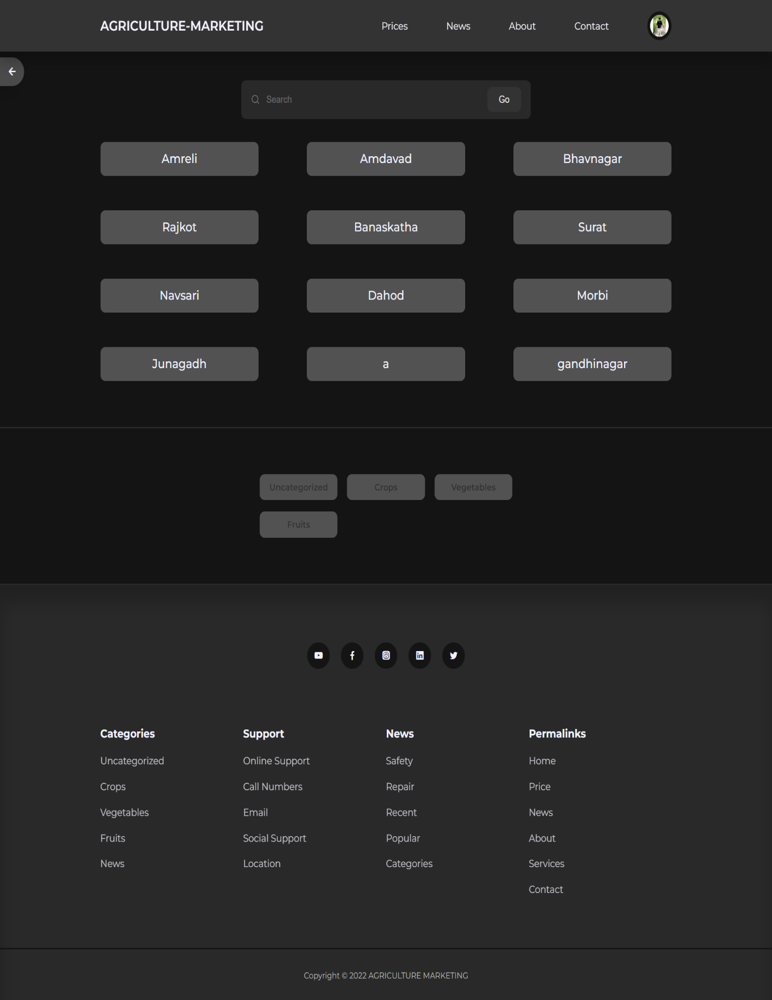 AGRICULTURE-MARKETING
Prices
News
About
Contact
Search
Go
Amreli
Amdavad
Bhavnagar
Rajkot
Banaskatha
Surat
Navsari
Dahod
Morbi
Junagadh
a
gandhinagar
Uncategorized
Crops
Vegetables
Fruits
Categories
Uncategorized
Crops
Vegetables
Fruits
News
Support
Online Support
Call Numbers
Email
Social Support
Location
News
Safety
Repair
Recent
Popular
Categories
Permalinks
Home
Price
News
About
Services
Contact
Copyright © 2022 AGRICULTURE MARKETING